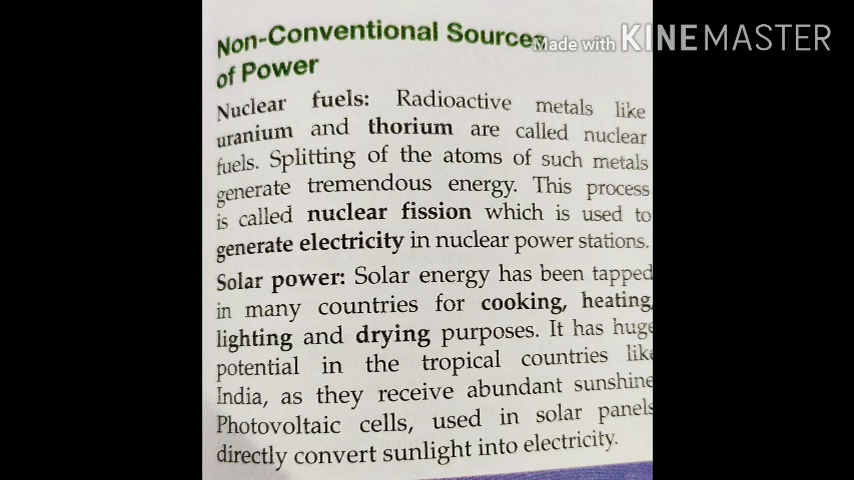 Non-Conventional Sources
Made with KINEMASTER
of Power
Nuclear fuels: Radioactive metals like
uranium and thorium are called nuclear
fuels. Splitting of the atoms of such metals
generate tremendous energy. This process
is called nuclear fission which is used to
generate electricity in nuclear power stations.
Solar power: Solar energy has been tapped
in many countries for cooking, heating,
lighting and drying purposes. It has huge
potential in the tropical countries like
India, as they receive abundant sunshine
Photovoltaic cells, used in solar panels
directly convert sunlight into electricity.